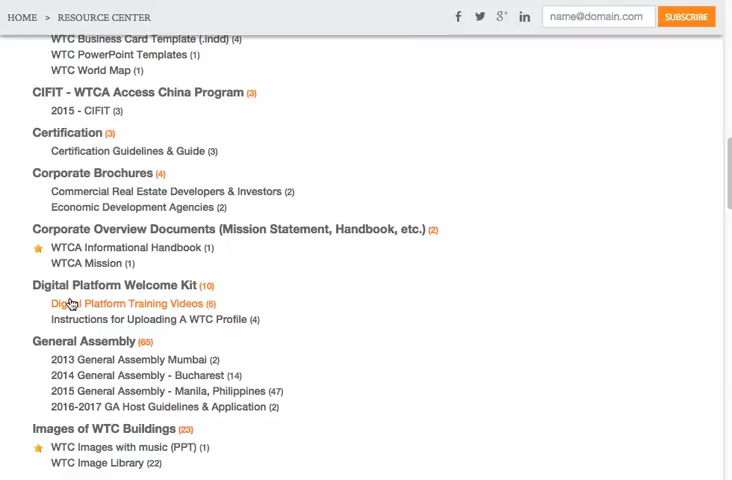 HOME > RESOURCE CENTER
name@domain.com
SUBSCRIBE
WTC Business Card Template (.indd) (4)
WTC PowerPoint Templates (1)
WTC World Map (1)
CIFIT - WTCA Access China Program (3)
2015 - CIFIT (3)
Certification (3)
Certification Guidelines & Guide (3)
Corporate Brochures (4)
Commercial Real Estate Developers & Investors (2)
Economic Development Agencies (2)
Corporate Overview Documents (Mission Statement, Handbook, etc.) (2)
WTCA Informational Handbook (1)
WTCA Mission (1)
Digital Platform Welcome Kit (10)
Digital Platform Training Videos (6)
Instructions for Uploading A WTC Profile (4)
General Assembly (65)
2013 General Assembly Mumbai (2)
2014 General Assembly - Bucharest (14)
2015 General Assembly - Manila, Philippines (47)
2016-2017 GA Host Guidelines & Application (2)
Images of WTC Buildings (23)
WTC Images with music (PPT) (1)
WTC Image Library (22)